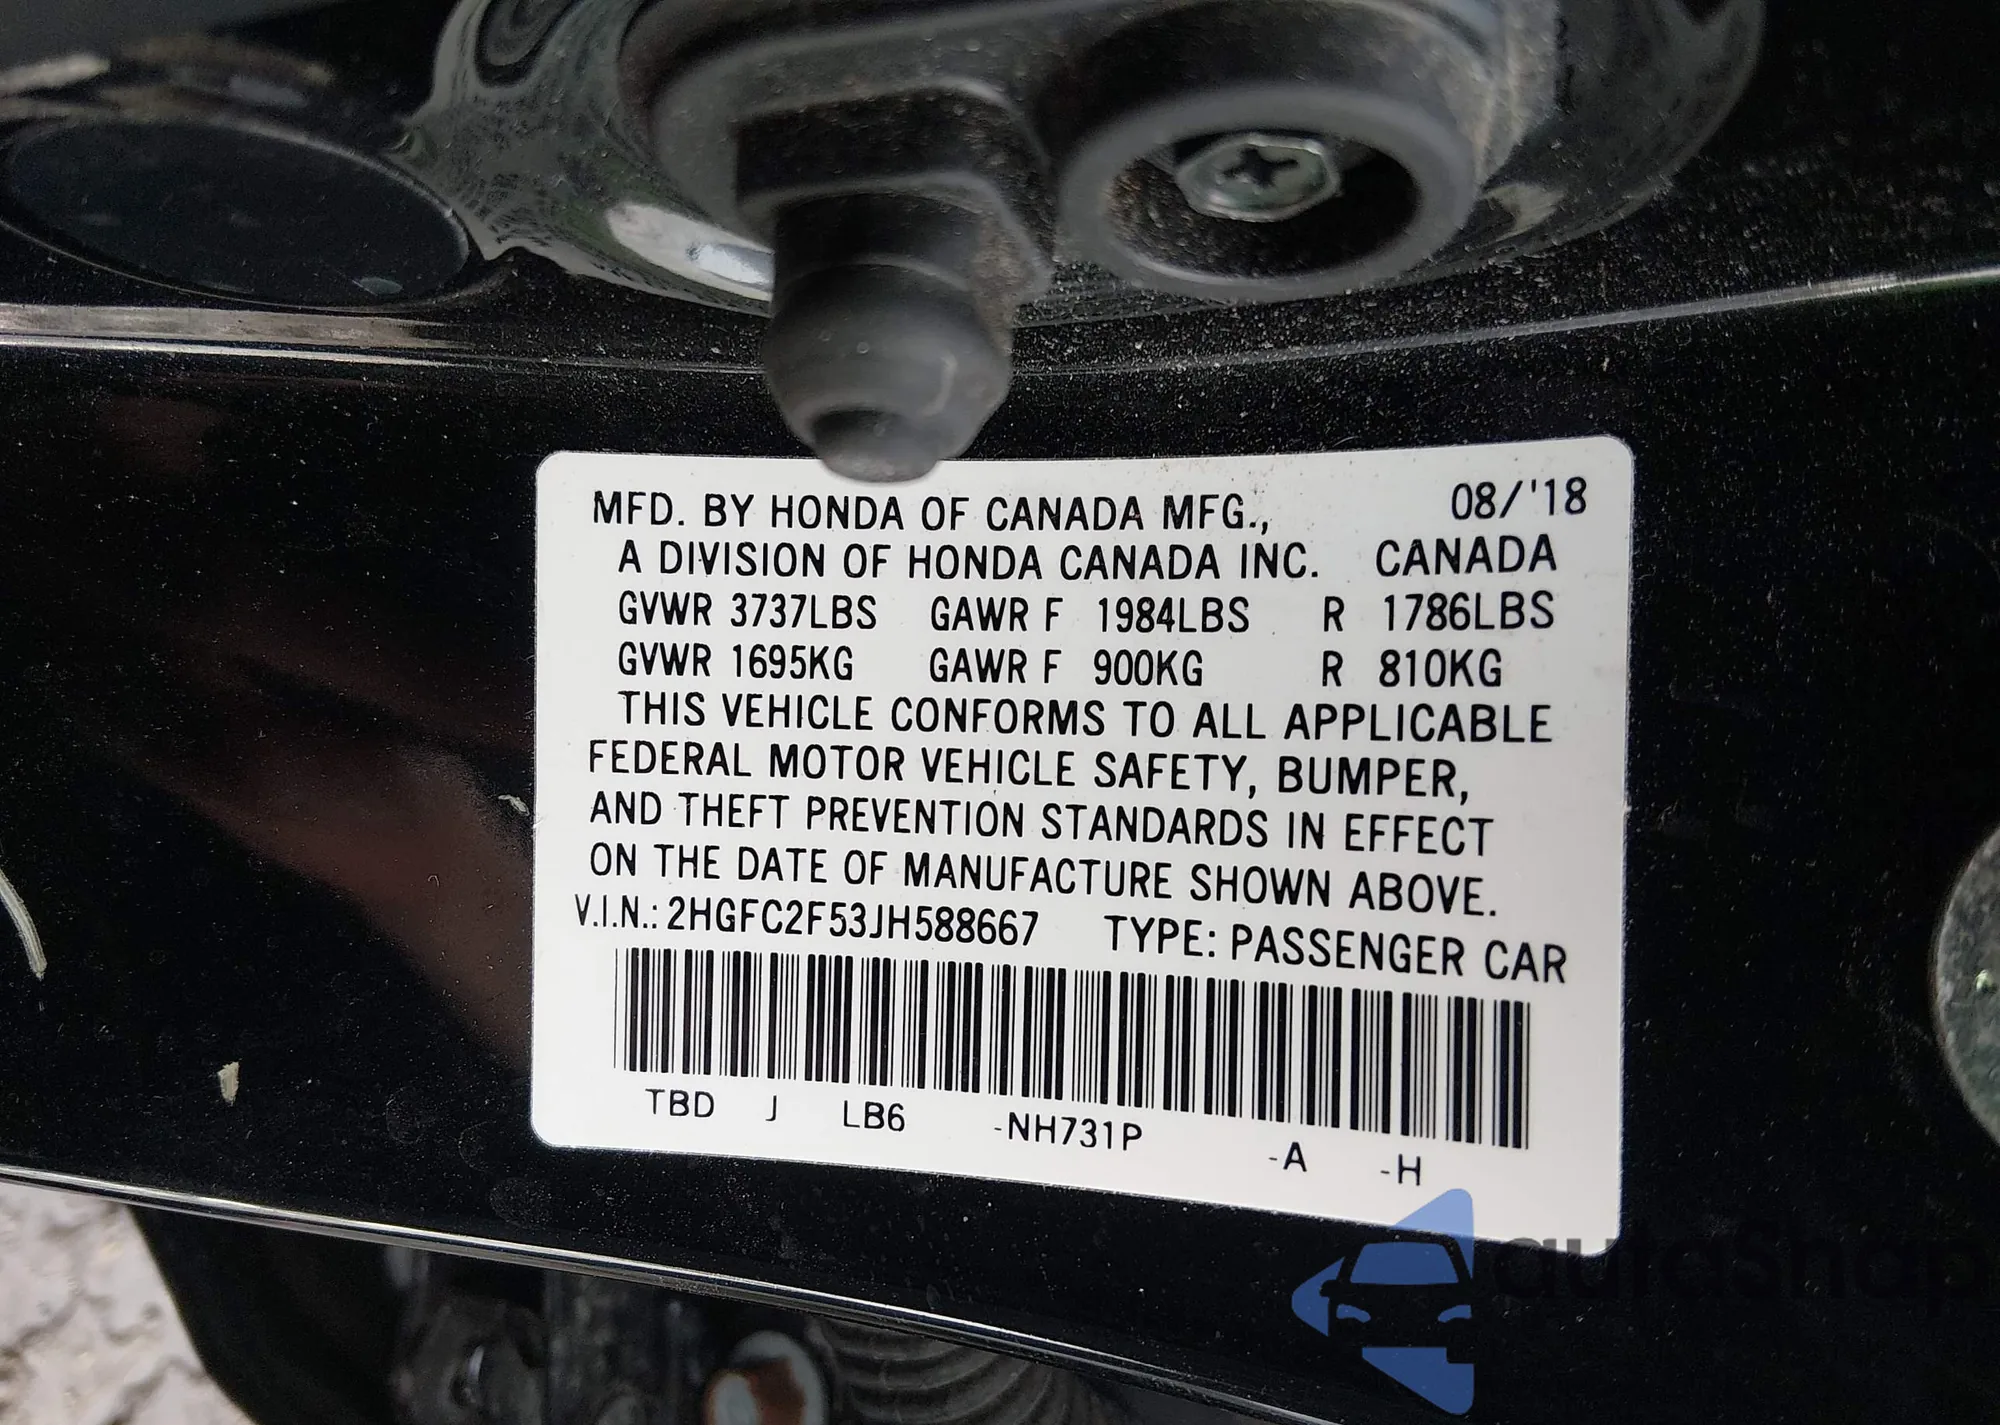 MFD. BY HONDA OF CANADA MFG., 08/'18
A DIVISION OF HONDA CANADA INC. CANADA
GVWR 3737LBS GAWR F 1984LBS R 1786LBS
GVWR 1695KG GAWR F 900KG R 810KG
THIS VEHICLE CONFORMS TO ALL APPLICABLE
FEDERAL MOTOR VEHICLE SAFETY, BUMPER,
AND THEFT PREVENTION STANDARDS IN EFFECT
ON THE DATE OF MANUFACTURE SHOWN ABOVE.
V.I.N.: 2HGFC2F53JH588667 TYPE: PASSENGER CAR
TBD J LB6 -NH731P -A -H
autoshop